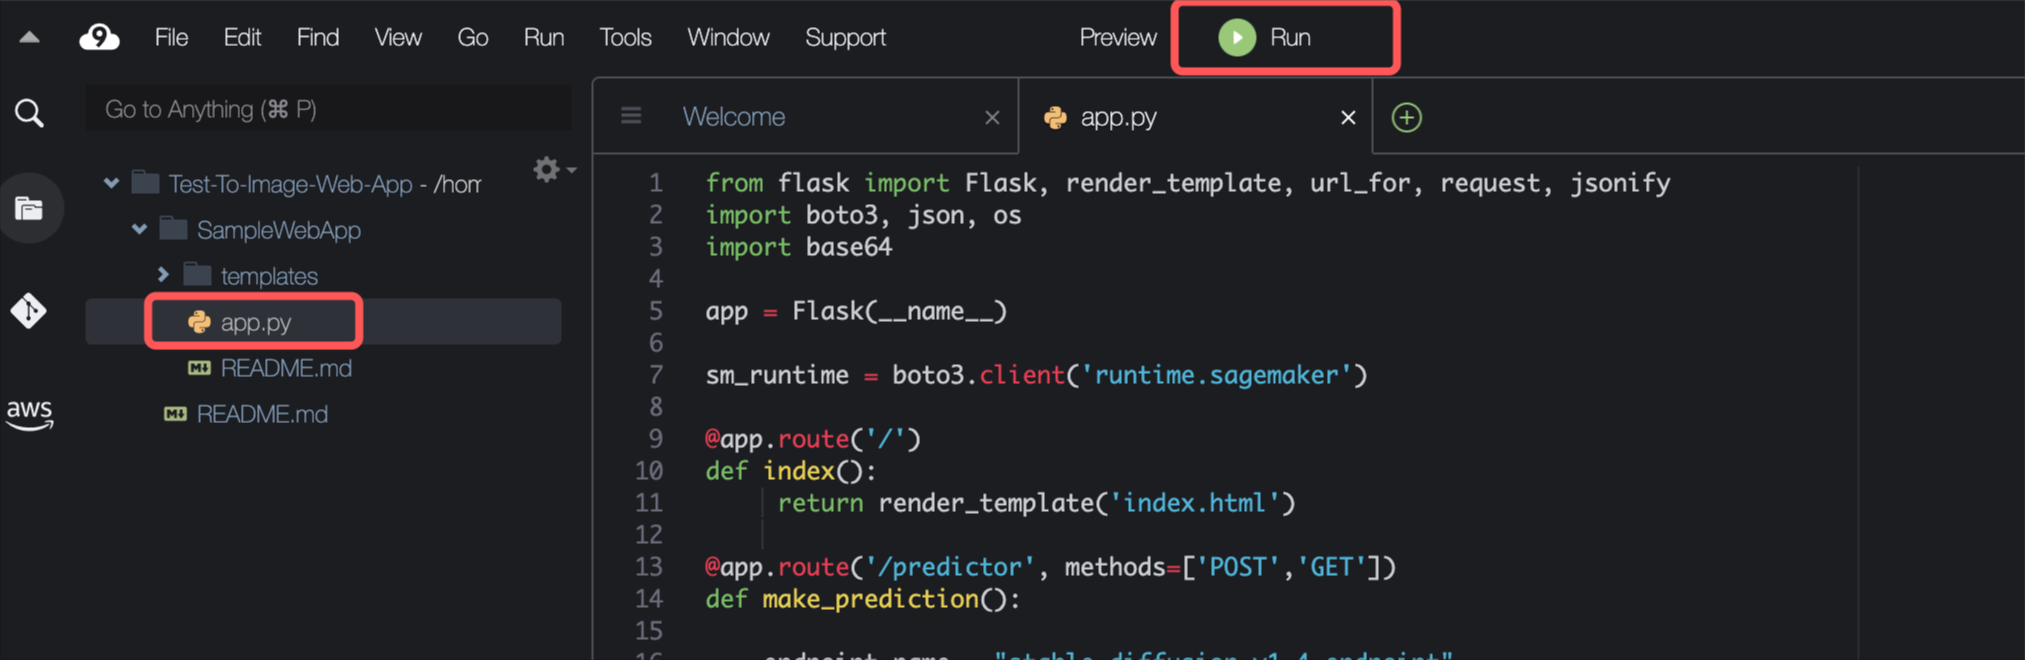 9 File Edit Find View Go Run Tools Window Support Preview Run
Go to Anything (⌘ P)
Test-To-Image-Web-App - /hom
SampleWebApp
templates
app.py
README.md
README.md
aws
Welcome app.py
1 from flask import Flask, render_template, url_for, request, jsonify
2 import boto3, json, os
3 import base64
4
5 app = Flask(__name__)
6
7 sm_runtime = boto3.client('runtime.sagemaker')
8
9 @app.route('/')
10 def index():
11 return render_template('index.html')
12
13 @app.route('/predictor', methods=['POST','GET'])
14 def make_prediction():
15